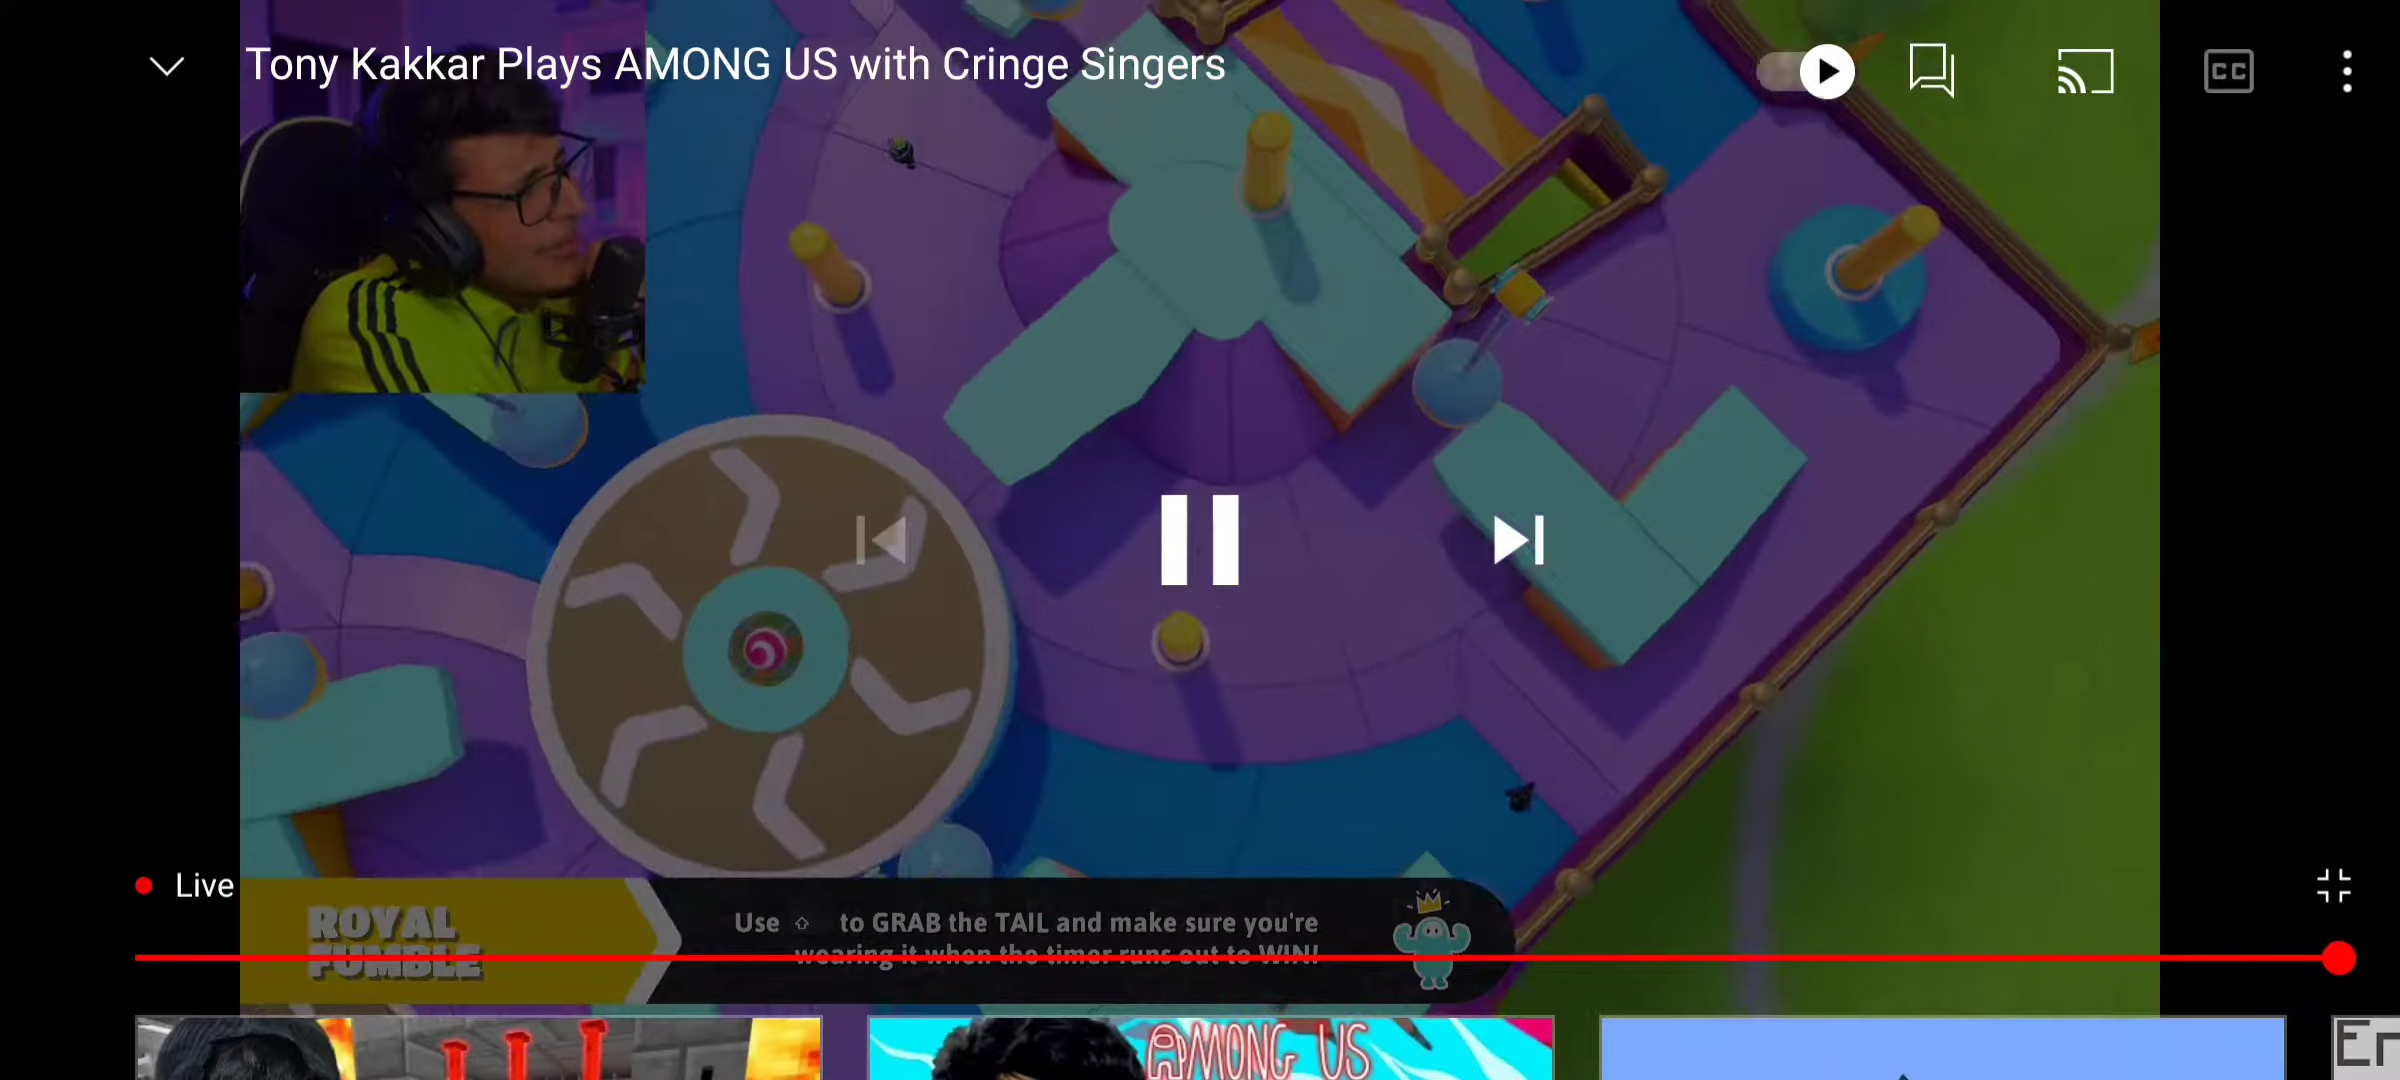 Tony Kakkar Plays AMONG US with Cringe Singers
CC
Live
ROYAL
FUMBLE
Use ⇧ to GRAB the TAIL and make sure you're
wearing it when the timer runs out to WIN!
AMONG US